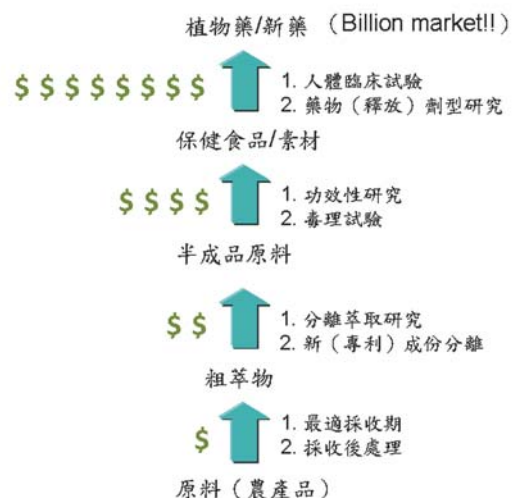 植物藥/新藥 （Billion market!!）
$ $ $ $ $ $ $ $
1. 人體臨床試驗
2. 藥物（釋放）劑型研究
保健食品/素材
$ $ $ $
1. 功效性研究
2. 毒理試驗
半成品原料
$ $
1. 分離萃取研究
2. 新（專利）成份分離
粗萃物
$
1. 最適採收期
2. 採收後處理
原料（農產品）